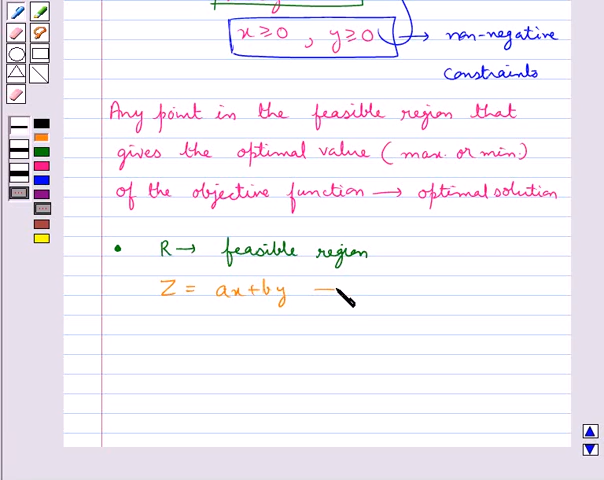 x ≥ 0 , y ≥ 0 → non-negative
constraints
Any point in the feasible region that
gives the optimal value (max. or min.)
of the objective function → optimal solution
• R → feasible region
Z = ax + by —